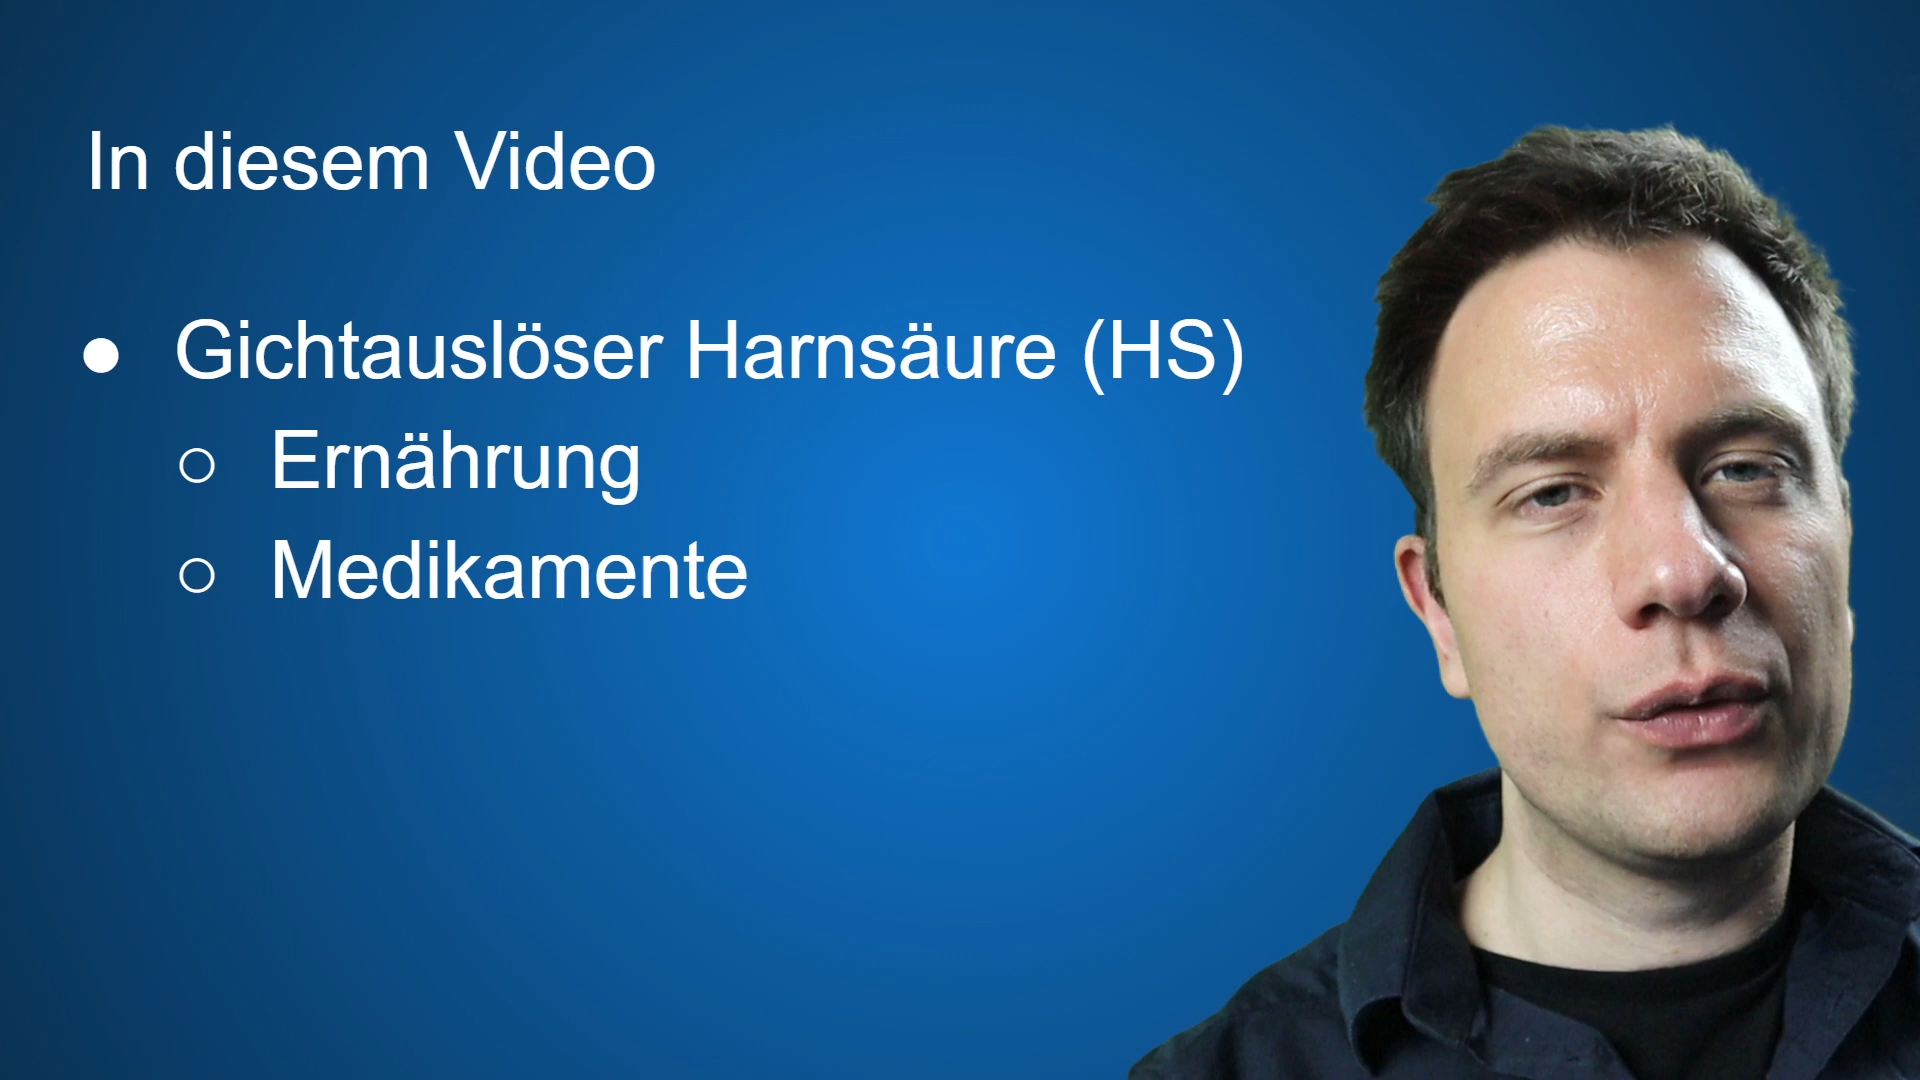 In diesem Video
● Gichtauslöser Harnsäure (HS)
○ Ernährung
○ Medikamente